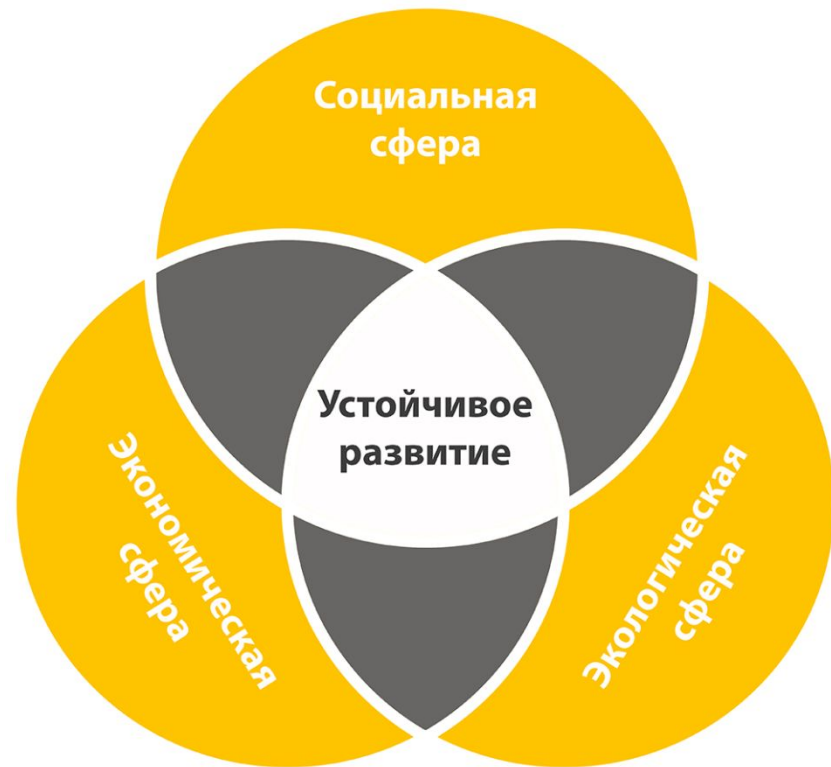 Социальная
сфера
Устойчивое
развитие
Экономическая
сфера
Экологическая
сфера